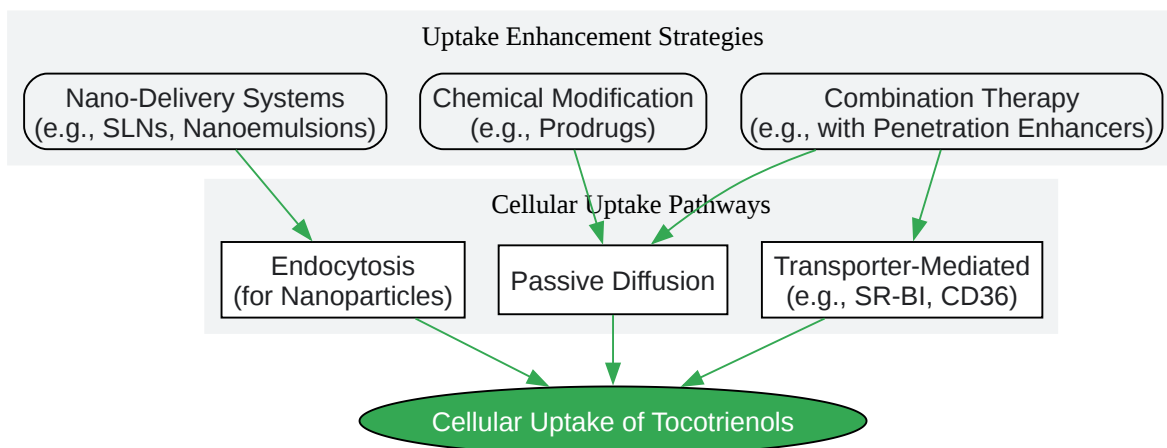 Uptake Enhancement Strategies
Nano-Delivery Systems
(e.g., SLNs, Nanoemulsions)
Chemical Modification
(e.g., Prodrugs)
Combination Therapy
(e.g., with Penetration Enhancers)
Cellular Uptake Pathways
Endocytosis
(for Nanoparticles)
Passive Diffusion
Transporter-Mediated
(e.g., SR-BI, CD36)
Cellular Uptake of Tocotrienols